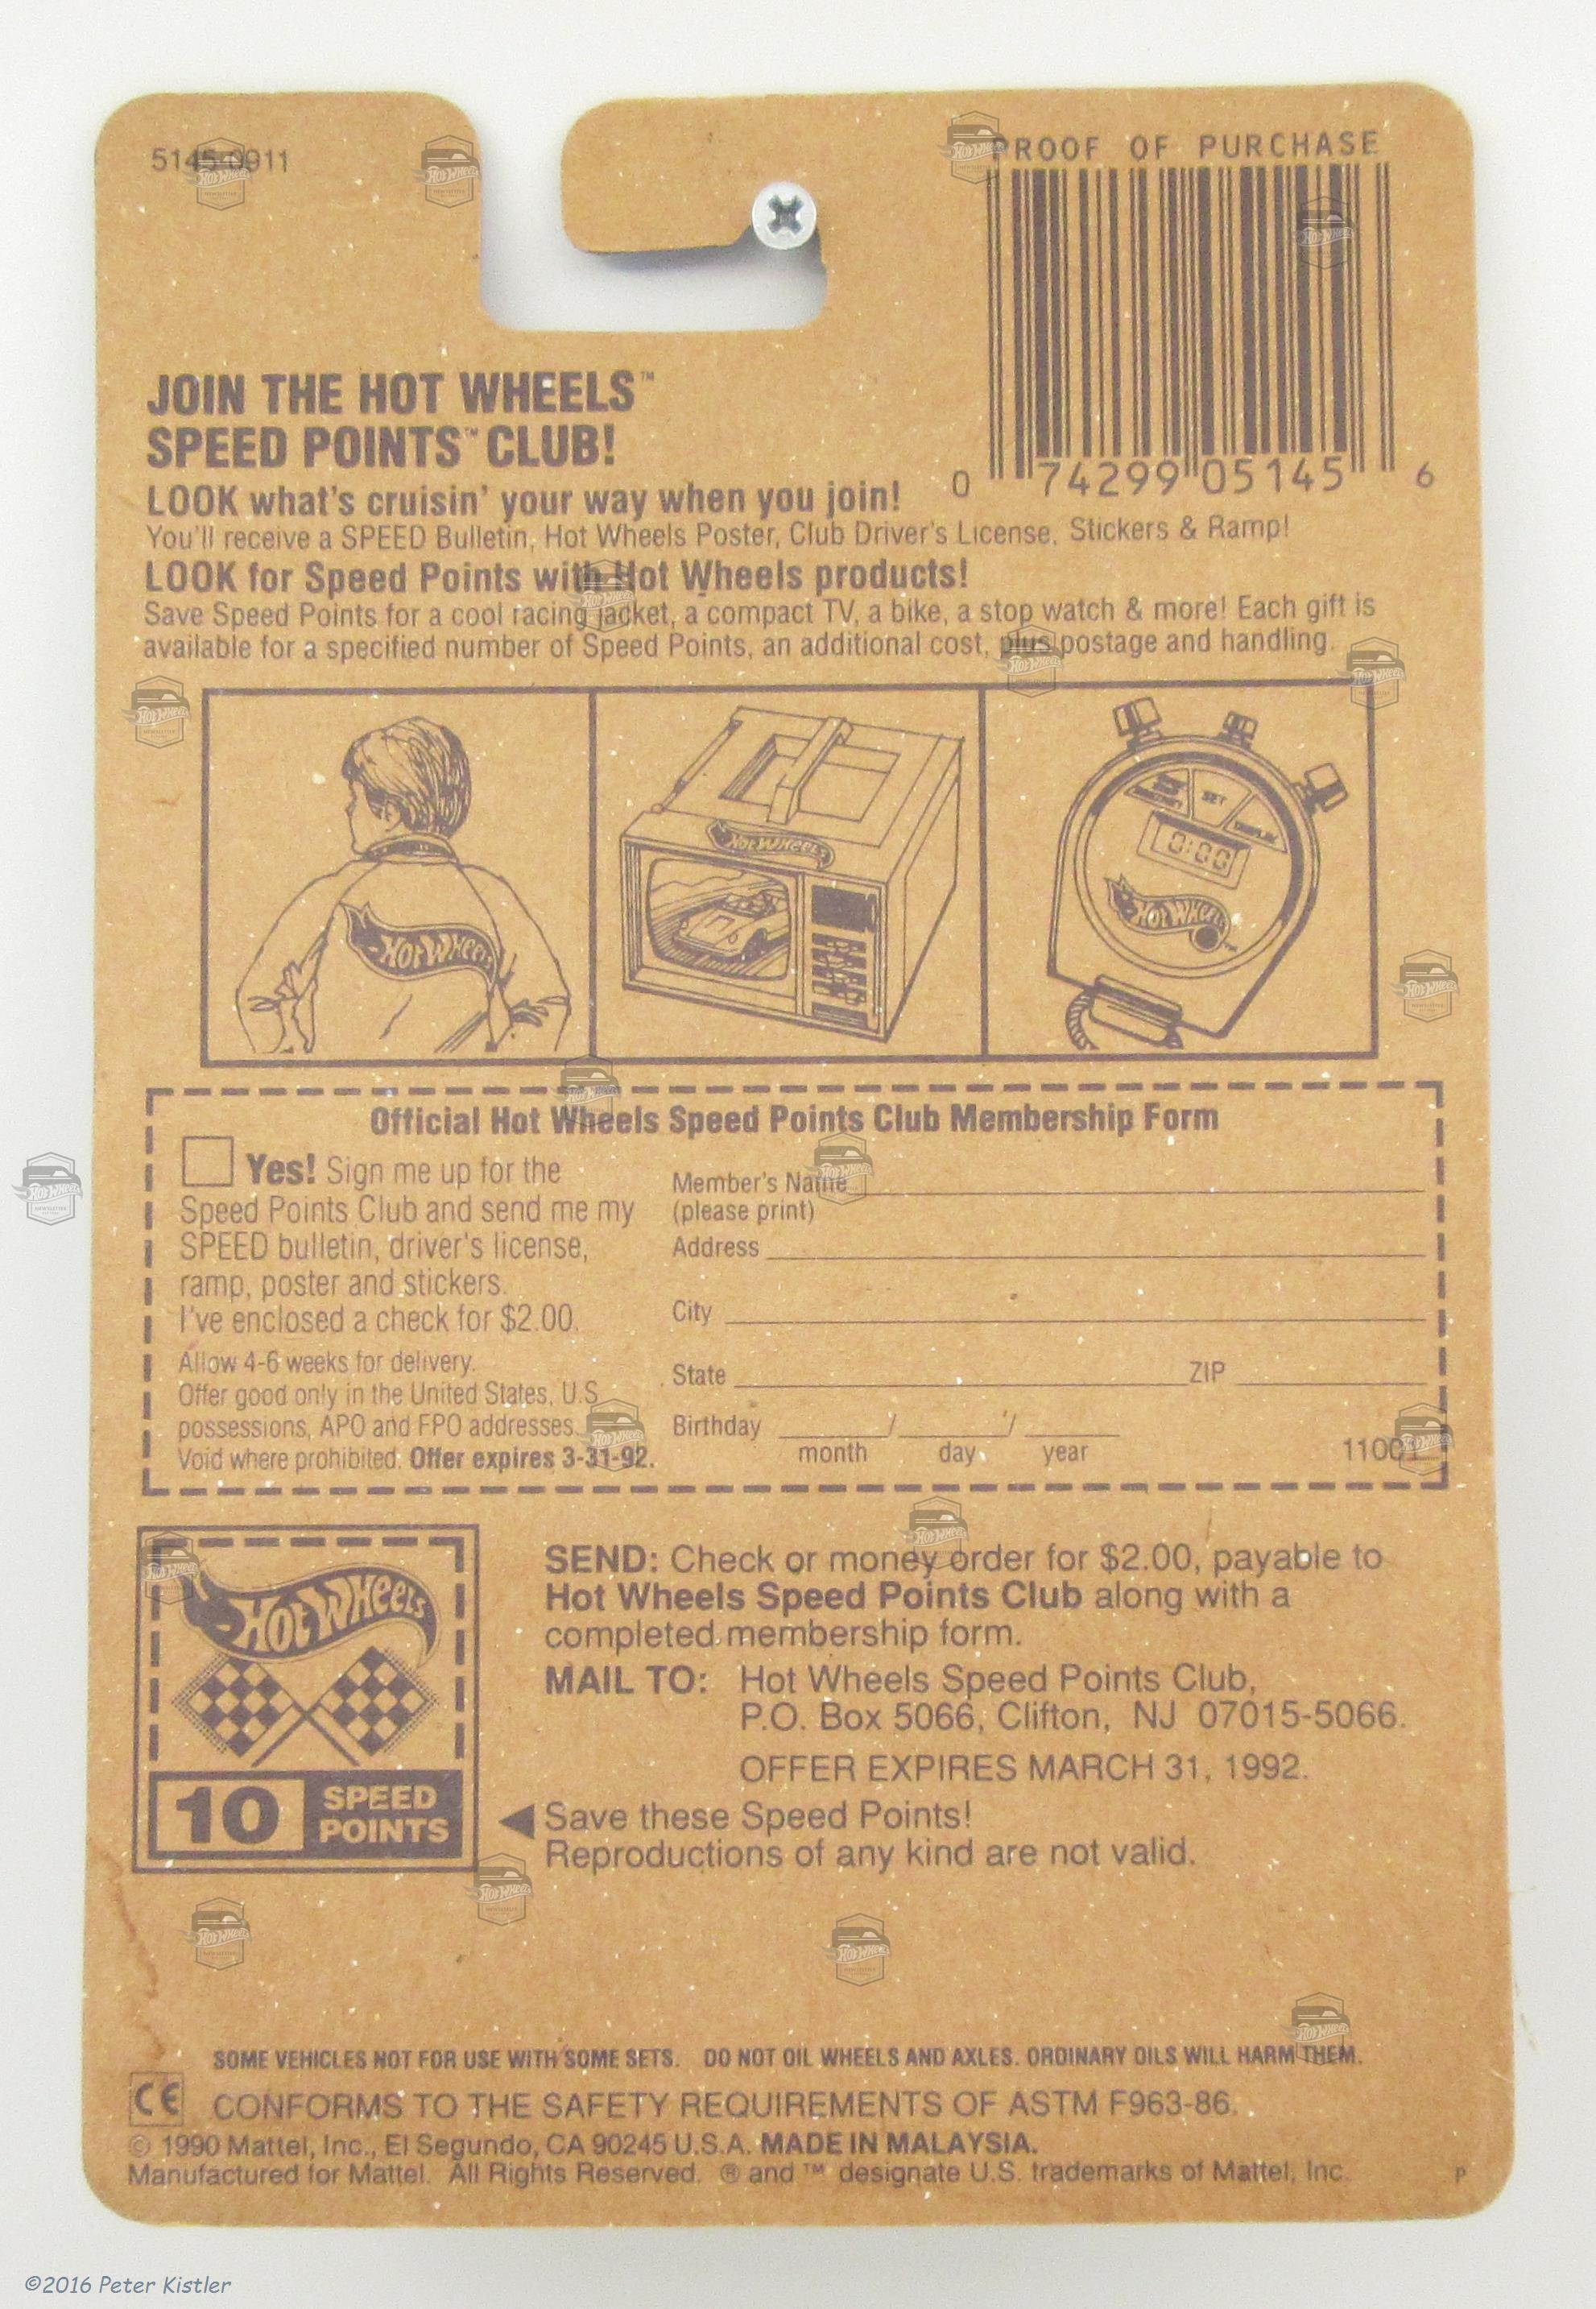 5145-0911
PROOF OF PURCHASE
0 74299 05145 6
JOIN THE HOT WHEELS™
SPEED POINTS™ CLUB!
LOOK what's cruisin' your way when you join!
You'll receive a SPEED Bulletin, Hot Wheels Poster, Club Driver's License, Stickers & Ramp!
LOOK for Speed Points with Hot Wheels products!
Save Speed Points for a cool racing jacket, a compact TV, a bike, a stop watch & more! Each gift is
available for a specified number of Speed Points, an additional cost, plus postage and handling.
Hot Wheels
Hot Wheels
SET
DISPLAY
0:00
Hot Wheels
Official Hot Wheels Speed Points Club Membership Form
Yes! Sign me up for the
Speed Points Club and send me my
SPEED bulletin, driver's license,
ramp, poster and stickers.
I've enclosed a check for $2.00.
Allow 4-6 weeks for delivery.
Offer good only in the United States, U.S.
possessions, APO and FPO addresses.
Void where prohibited. Offer expires 3-31-92.
Member's Name
(please print)
Address
City
State ZIP
Birthday / /
month day year
1100
Hot Wheels
10 SPEED
POINTS
SEND: Check or money order for $2.00, payable to
Hot Wheels Speed Points Club along with a
completed membership form.
MAIL TO: Hot Wheels Speed Points Club,
P.O. Box 5066, Clifton, NJ 07015-5066.
OFFER EXPIRES MARCH 31, 1992.
Save these Speed Points!
Reproductions of any kind are not valid.
SOME VEHICLES NOT FOR USE WITH SOME SETS. DO NOT OIL WHEELS AND AXLES. ORDINARY OILS WILL HARM THEM.
CE CONFORMS TO THE SAFETY REQUIREMENTS OF ASTM F963-86.
© 1990 Mattel, Inc., El Segundo, CA 90245 U.S.A. MADE IN MALAYSIA.
Manufactured for Mattel. All Rights Reserved. ® and ™ designate U.S. trademarks of Mattel, Inc. P
©2016 Peter Kistler